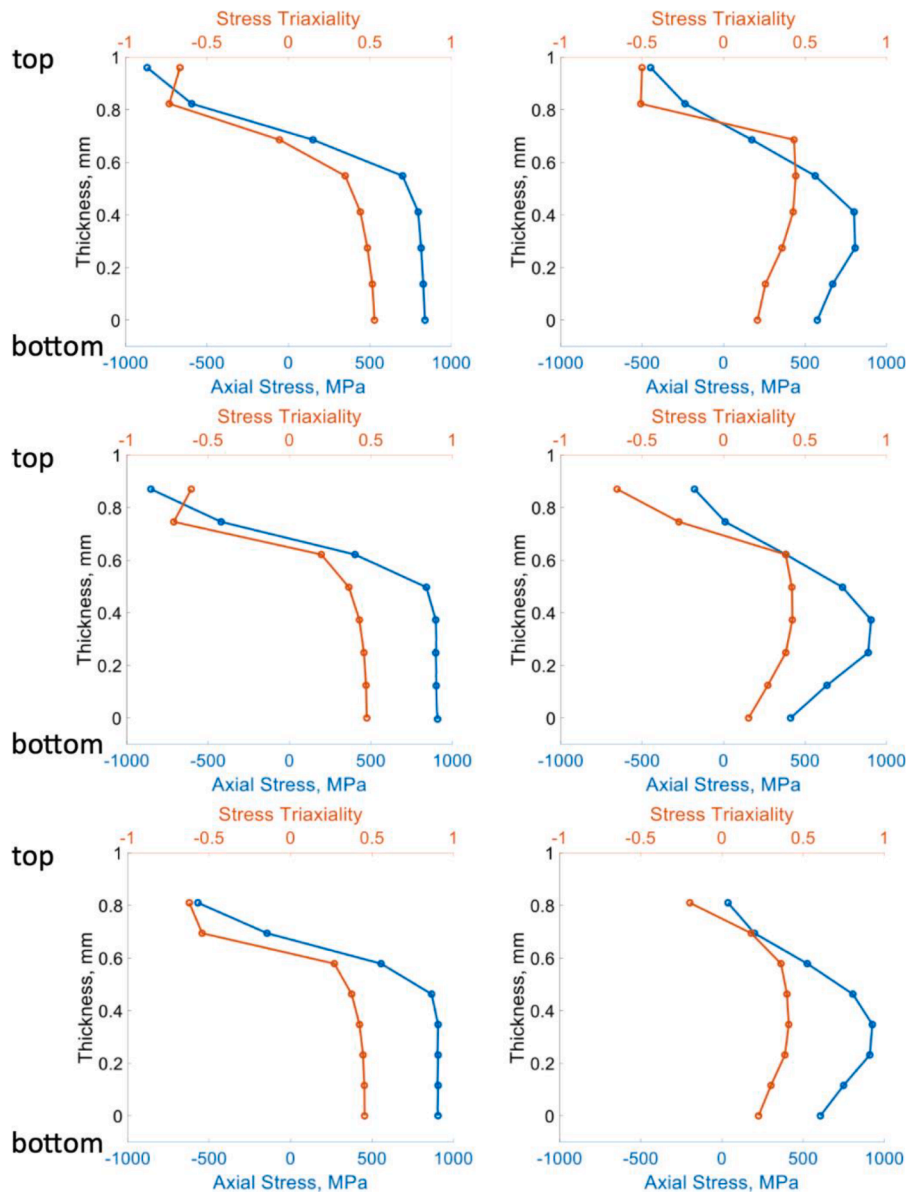 Stress Triaxiality Stress Triaxiality
-1 -0.5 0 0.5 1 -1 -0.5 0 0.5 1
top
1 1
0.8 0.8
0.6 0.6
0.4 0.4
0.2 0.2
0 0
Thickness, mm Thickness, mm
bottom
-1000 -500 0 500 1000 -1000 -500 0 500 1000
Axial Stress, MPa Axial Stress, MPa
Stress Triaxiality Stress Triaxiality
-1 -0.5 0 0.5 1 -1 -0.5 0 0.5 1
top
1 1
0.8 0.8
0.6 0.6
0.4 0.4
0.2 0.2
0 0
Thickness, mm Thickness, mm
bottom
-1000 -500 0 500 1000 -1000 -500 0 500 1000
Axial Stress, MPa Axial Stress, MPa
Stress Triaxiality Stress Triaxiality
-1 -0.5 0 0.5 1 -1 -0.5 0 0.5 1
top
1 1
0.8 0.8
0.6 0.6
0.4 0.4
0.2 0.2
0 0
Thickness, mm Thickness, mm
bottom
-1000 -500 0 500 1000 -1000 -500 0 500 1000
Axial Stress, MPa Axial Stress, MPa